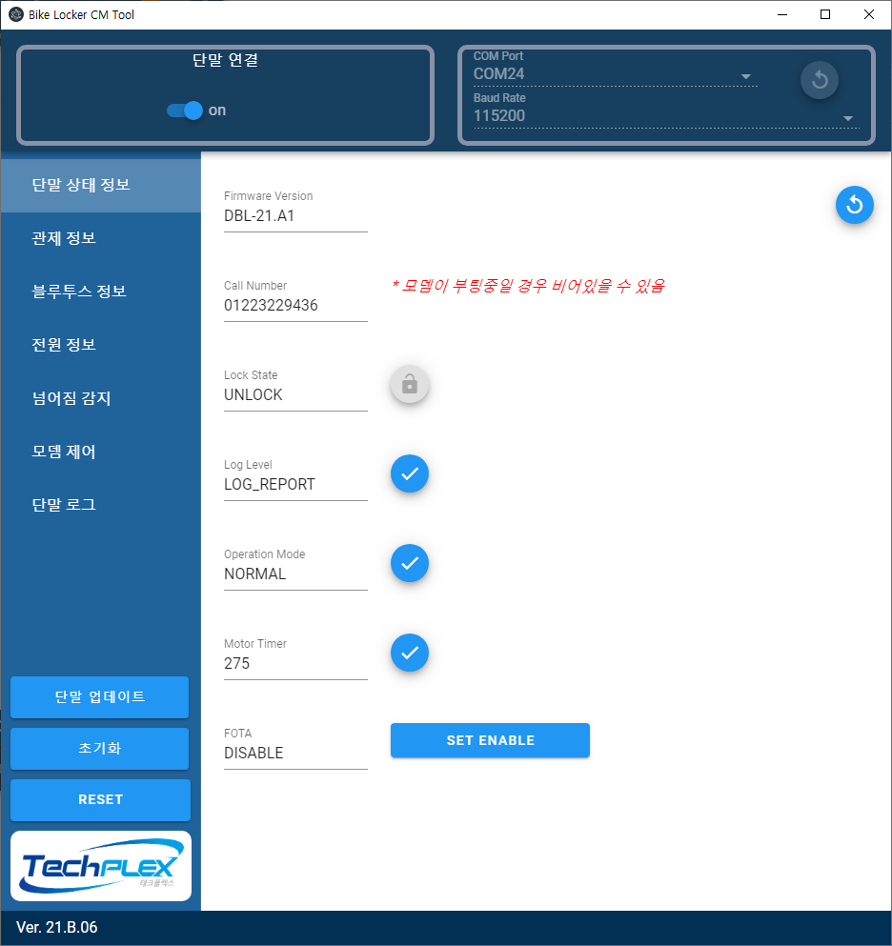 Bike Locker CM Tool
단말 연결
on
COM Port
COM24
Baud Rate
115200
단말 상태 정보
관제 정보
블루투스 정보
전원 정보
넘어짐 감지
모뎀 제어
단말 로그
단말 업데이트
초기화
RESET
TechPLEX
테크플렉스
Firmware Version
DBL-21.A1
Call Number
01223229436
* 모뎀이 부팅중일 경우 비어있을 수 있음
Lock State
UNLOCK
Log Level
LOG_REPORT
Operation Mode
NORMAL
Motor Timer
275
FOTA
DISABLE
SET ENABLE
Ver. 21.B.06